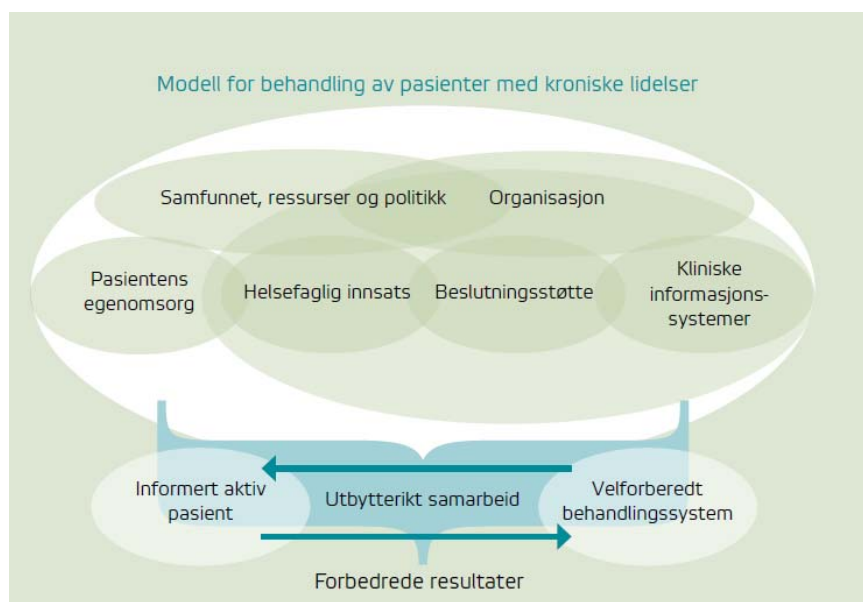 Modell for behandling av pasienter med kroniske lidelser
Samfunnet, ressurser og politikk
Organisasjon
Pasientens
egenomsorg
Helsefaglig innsats
Beslutningsstøtte
Kliniske
informasjons-
systemer
Informert aktiv
pasient
Utbytterikt samarbeid
Velforberedt
behandlingssystem
Forbedrede resultater